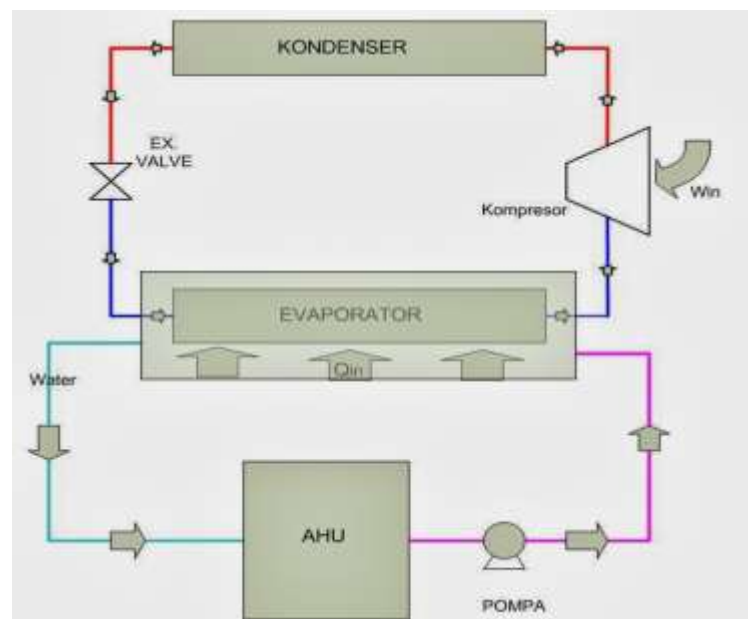 KONDENSER
EX.
VALVE
Kompresor
Win
EVAPORATOR
Qin
Water
AHU
POMPA